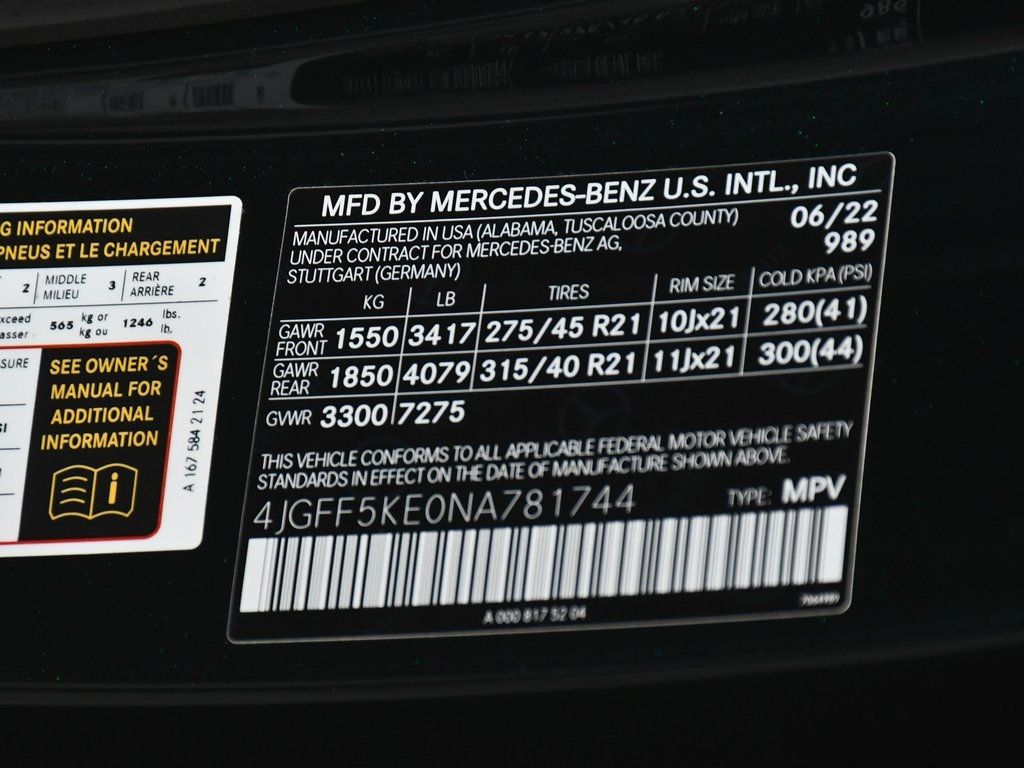 G INFORMATION
PNEUS ET LE CHARGEMENT
2 MIDDLE MILIEU 3 REAR ARRIÈRE 2
xceed 565 kg or 1246 lbs.
asser kg ou lb.
SURE
SEE OWNER´S
MANUAL FOR
ADDITIONAL
INFORMATION
SI
A 167 584 21 24
MFD BY MERCEDES-BENZ U.S. INTL., INC
MANUFACTURED IN USA (ALABAMA, TUSCALOOSA COUNTY) 06/22
UNDER CONTRACT FOR MERCEDES-BENZ AG, 989
STUTTGART (GERMANY)
KG LB TIRES RIM SIZE COLD KPA(PSI)
GAWR FRONT 1550 3417 275/45 R21 10Jx21 280(41)
GAWR REAR 1850 4079 315/40 R21 11Jx21 300(44)
GVWR 3300 7275
THIS VEHICLE CONFORMS TO ALL APPLICABLE FEDERAL MOTOR VEHICLE SAFETY
STANDARDS IN EFFECT ON THE DATE OF MANUFACTURE SHOWN ABOVE.
4JGFF5KE0NA781744 TYPE: MPV
A 000 817 52 04